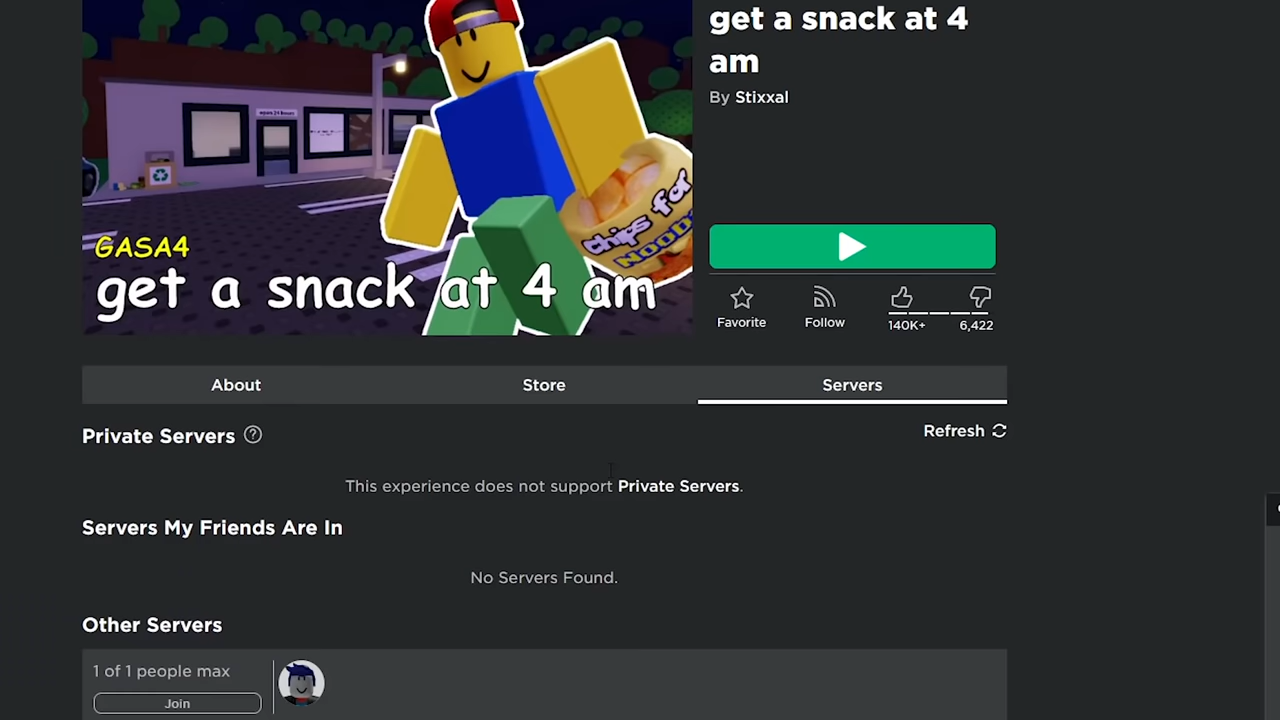 get a snack at 4
am
By Stixxal
Chips for
Noobs
GASA4
get a snack at 4 am
Favorite
Follow
140K+
6,422
About
Store
Servers
Private Servers
Refresh
This experience does not support Private Servers.
Servers My Friends Are In
No Servers Found.
Other Servers
1 of 1 people max
Join